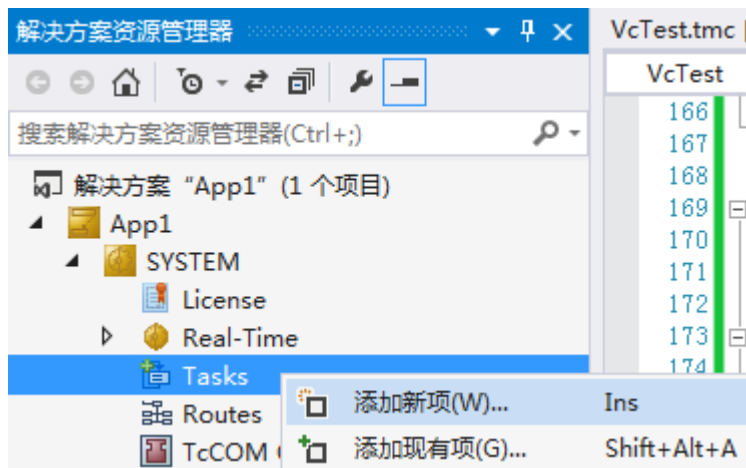 解决方案资源管理器
VcTest.tmc
VcTest
搜索解决方案资源管理器(Ctrl+;)
解决方案 "App1" (1 个项目)
App1
SYSTEM
License
Real-Time
Tasks
Routes
TcCOM
添加新项(W)... Ins
添加现有项(G)... Shift+Alt+A
166
167
168
169
170
171
172
173
174